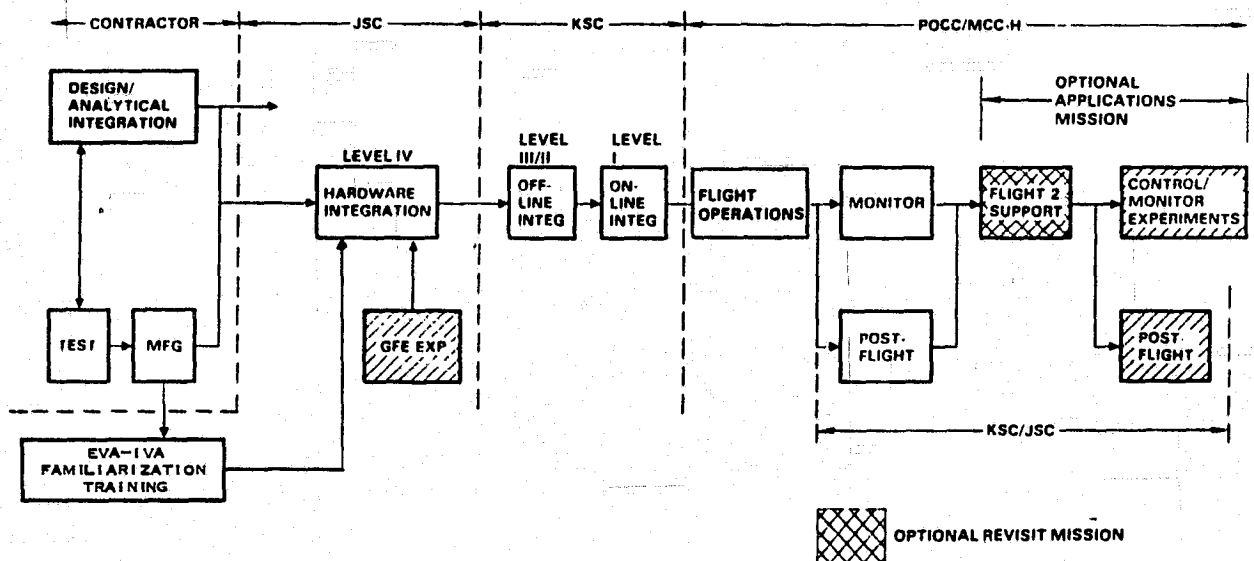 CONTRACTOR
JSC
KSC
POCC/MCC-H
DESIGN/
ANALYTICAL
INTEGRATION
OPTIONAL
APPLICATIONS
MISSION
LEVEL IV
HARDWARE
INTEGRATION
LEVEL
III/II
OFF-
LINE
INTEG
LEVEL
I
ON-
LINE
INTEG
FLIGHT
OPERATIONS
MONITOR
FLIGHT 2
SUPPORT
CONTROL/
MONITOR
EXPERIMENTS
TEST
MFG
GFE EXP
POST-
FLIGHT
POST-
FLIGHT
KSC/JSC
EVA-IVA
FAMILIARIZATION
TRAINING
OPTIONAL REVISIT MISSION